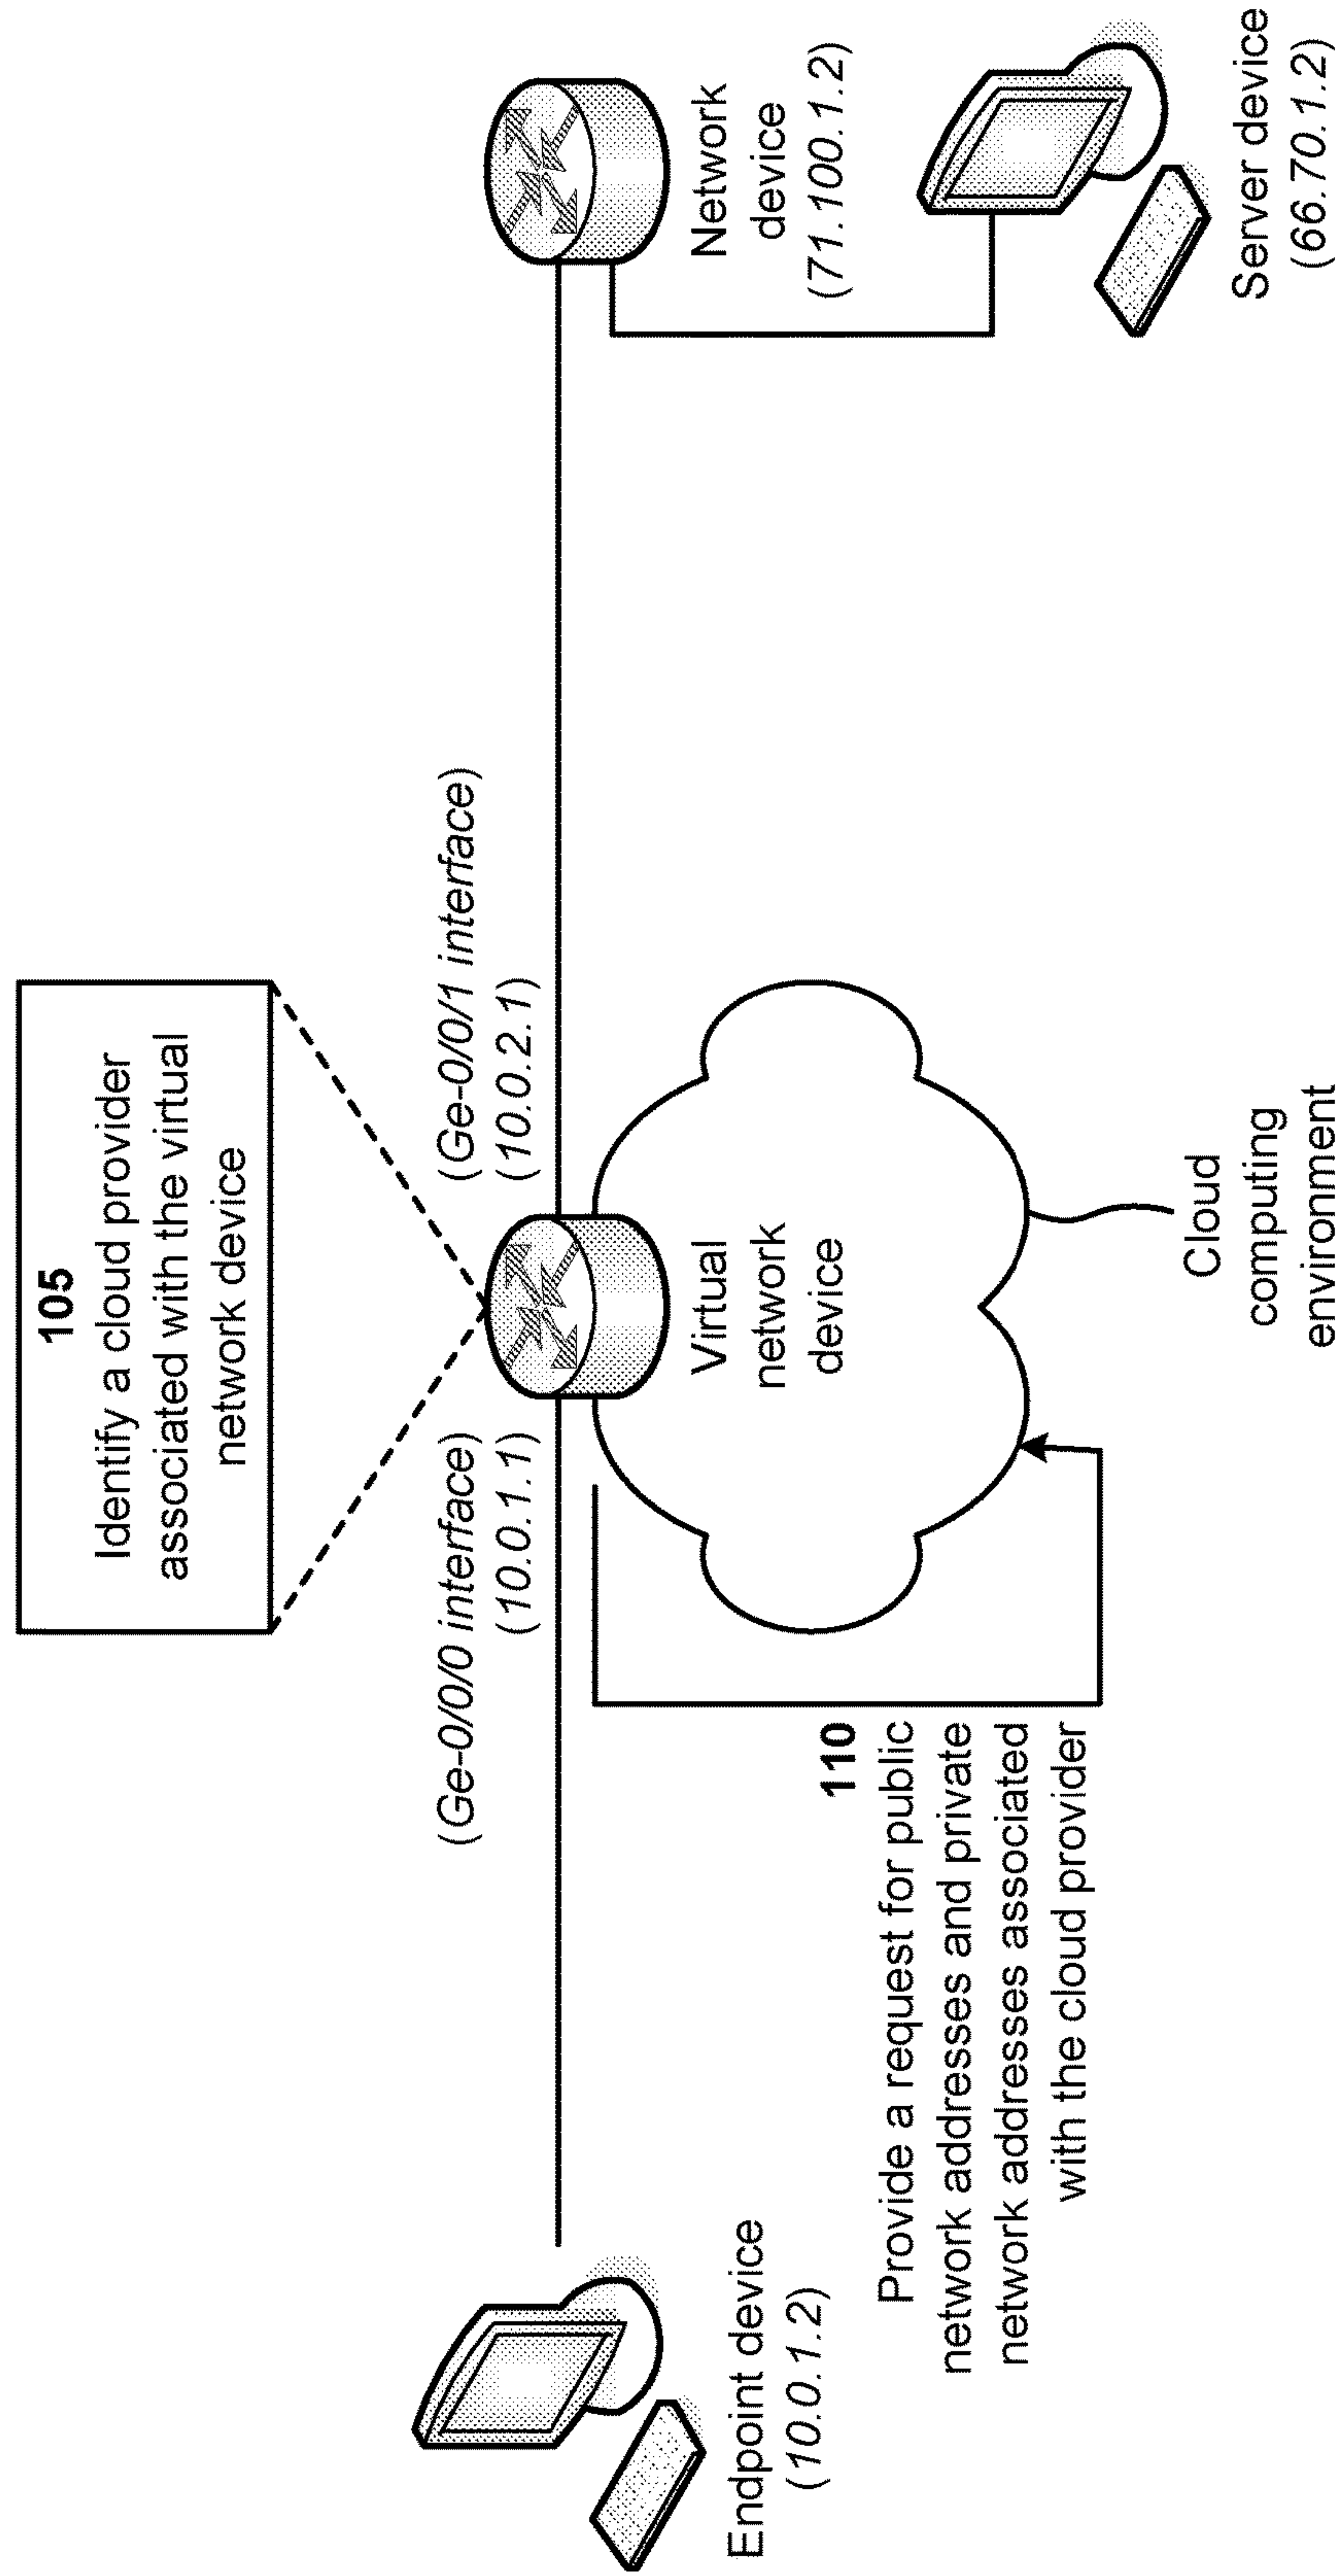 105
Identify a cloud provider
associated with the virtual
network device
(Ge-0/0/0 interface)
(10.0.1.1)
(Ge-0/0/1 interface)
(10.0.2.1)
Endpoint device
(10.0.1.2)
Virtual
network
device
Network
device
(71.100.1.2)
110
Provide a request for public
network addresses and private
network addresses associated
with the cloud provider
Cloud
computing
environment
Server device
(66.70.1.2)